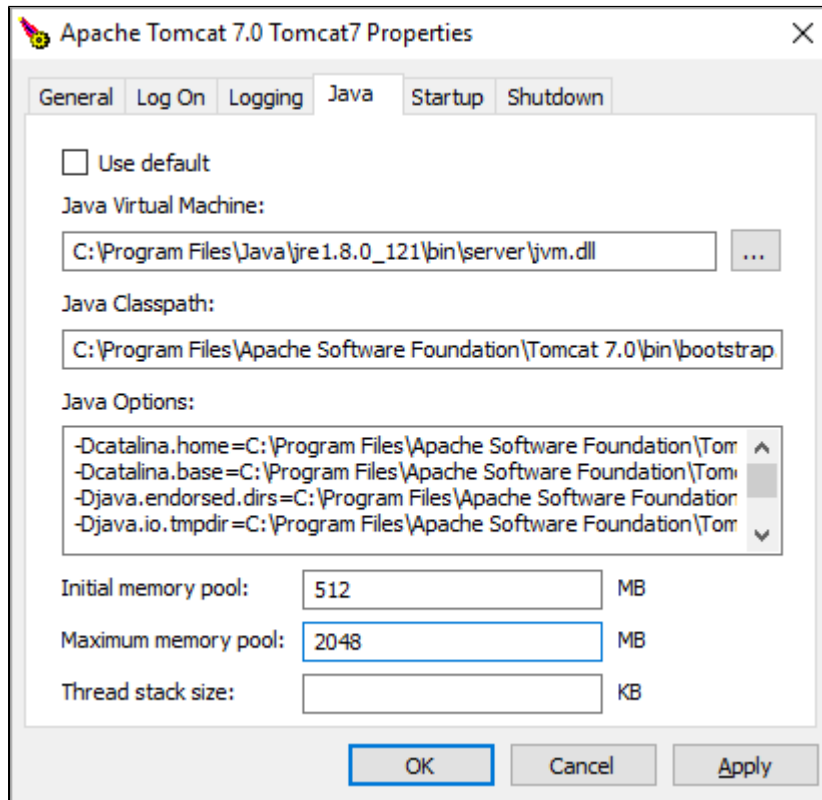 Apache Tomcat 7.0 Tomcat7 Properties
General Log On Logging Java Startup Shutdown
Use default
Java Virtual Machine:
C:\Program Files\Java\jre1.8.0_121\bin\server\jvm.dll
...
Java Classpath:
C:\Program Files\Apache Software Foundation\Tomcat 7.0\bin\bootstrap
Java Options:
-Dcatalina.home=C:\Program Files\Apache Software Foundation\Tom
-Dcatalina.base=C:\Program Files\Apache Software Foundation\Tom
-Djava.endorsed.dirs=C:\Program Files\Apache Software Foundation
-Djava.io.tmpdir=C:\Program Files\Apache Software Foundation\Tom
Initial memory pool: 512 MB
Maximum memory pool: 2048 MB
Thread stack size: KB
OK Cancel Apply